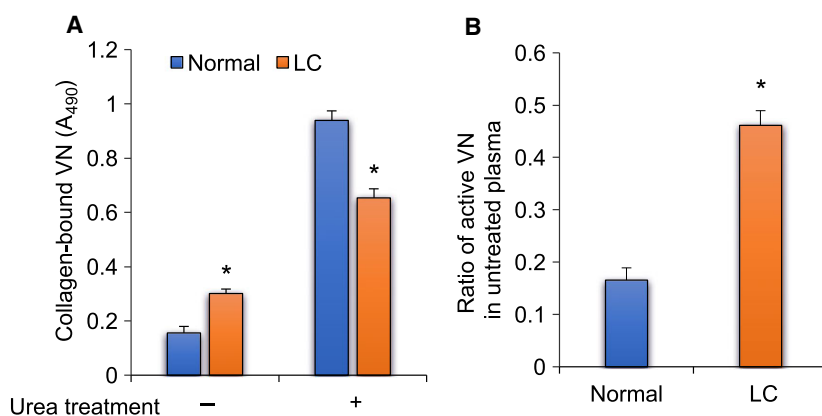 A
Collagen-bound VN (A490)
1.2
1
0.8
0.6
0.4
0.2
0
Normal LC
*
*
Urea treatment – +
B
Ratio of active VN
in untreated plasma
0.6
0.5
0.4
0.3
0.2
0.1
0
*
Normal LC